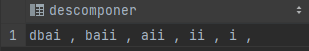 descomponer
1 dbai , baii , aii , ii , i ,